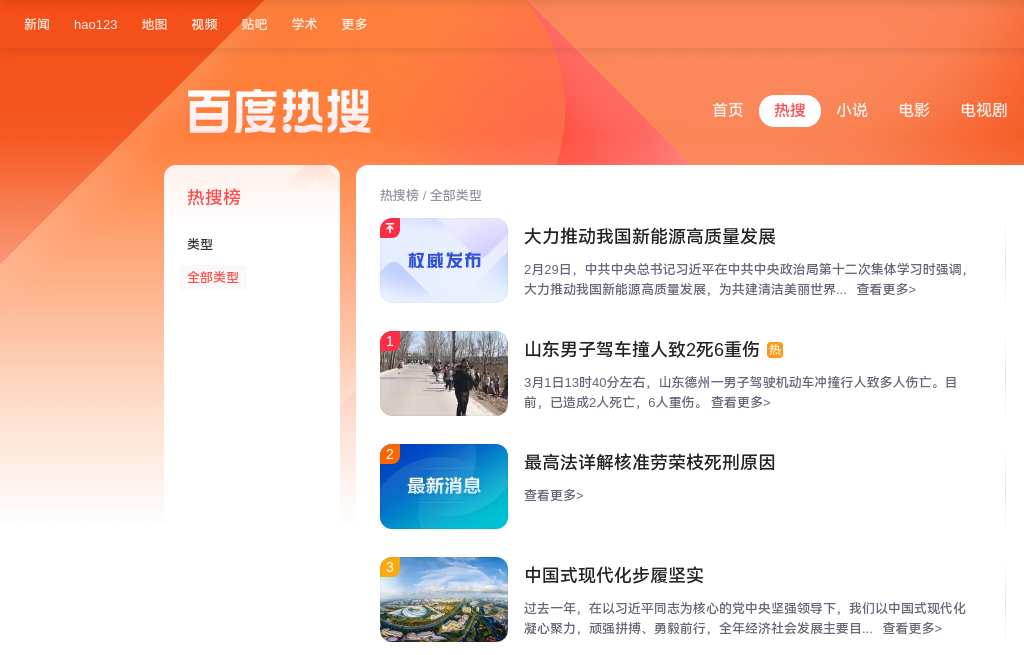 新闻 hao123 地图 视频 贴吧 学术 更多
百度热搜
首页 热搜 小说 电影 电视剧
热搜榜
类型
全部类型
热搜榜 / 全部类型
权威发布
大力推动我国新能源高质量发展
2月29日，中共中央总书记习近平在中共中央政治局第十二次集体学习时强调，
大力推动我国新能源高质量发展，为共建清洁美丽世界... 查看更多>
1
山东男子驾车撞人致2死6重伤 热
3月1日13时40分左右，山东德州一男子驾驶机动车冲撞行人致多人伤亡。目
前，已造成2人死亡，6人重伤。 查看更多>
2
最新消息
最高法详解核准劳荣枝死刑原因
查看更多>
3
中国式现代化步履坚实
过去一年，在以习近平同志为核心的党中央坚强领导下，我们以中国式现代化
凝心聚力，顽强拼搏、勇毅前行，全年经济社会发展主要目... 查看更多>